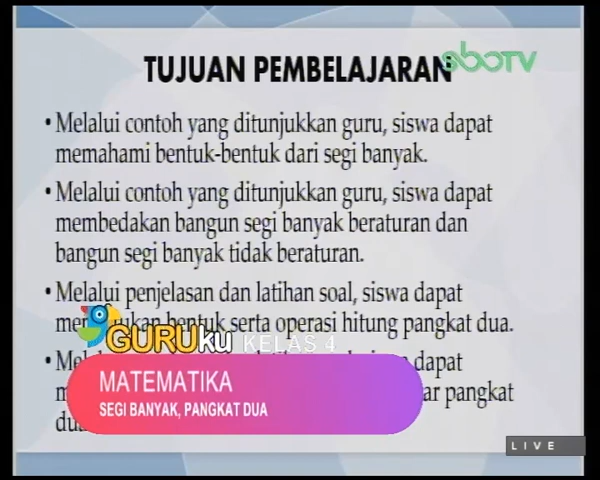 TUJUAN PEMBELAJARAN
sboTV
• Melalui contoh yang ditunjukkan guru, siswa dapat
memahami bentuk-bentuk dari segi banyak.
• Melalui contoh yang ditunjukkan guru, siswa dapat
membedakan bangun segi banyak beraturan dan
bangun segi banyak tidak beraturan.
• Melalui penjelasan dan latihan soal, siswa dapat
bentuk serta operasi hitung pangkat dua.
dapat
pangkat
GURUku KELAS 4
MATEMATIKA
SEGI BANYAK, PANGKAT DUA
LIVE